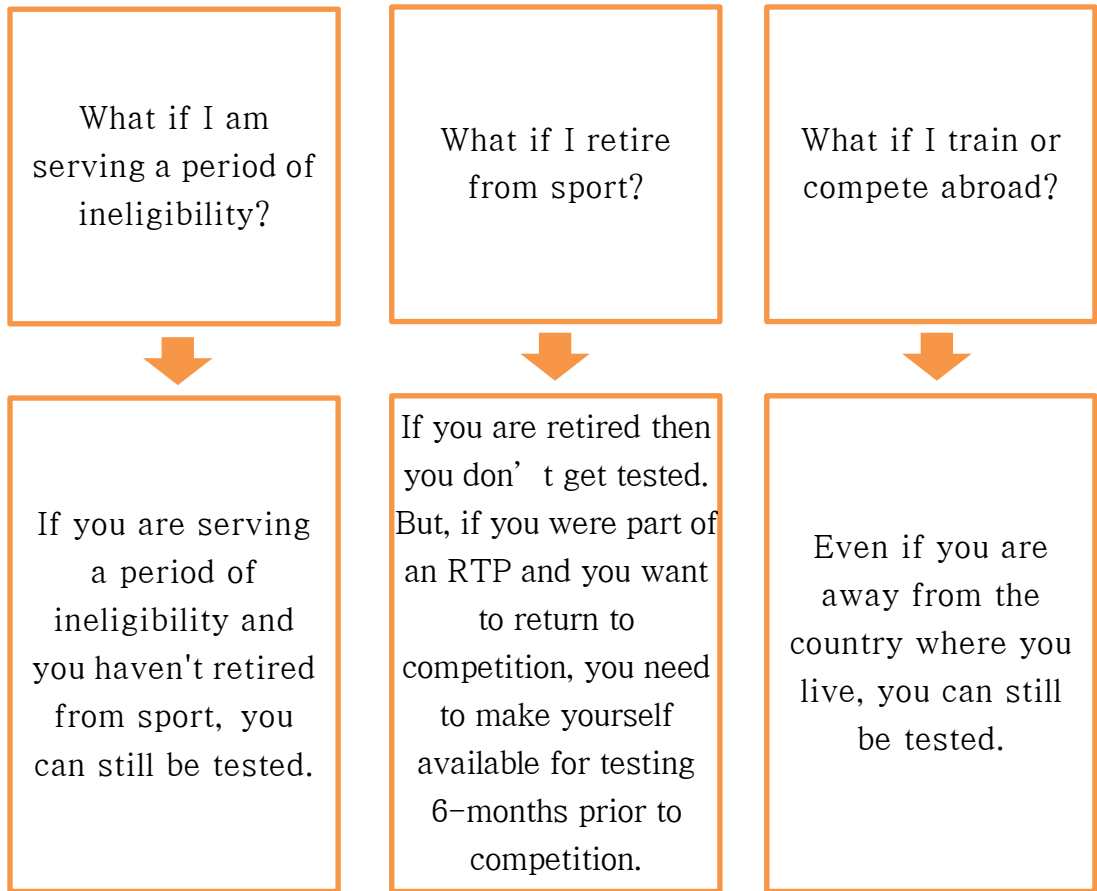 What if I am
serving a period of
ineligibility?
What if I retire
from sport?
What if I train or
compete abroad?
If you are serving
a period of
ineligibility and
you haven't retired
from sport, you
can still be tested.
If you are retired then
you don’ t get tested.
But, if you were part of
an RTP and you want
to return to
competition, you need
to make yourself
available for testing
6-months prior to
competition.
Even if you are
away from the
country where you
live, you can still
be tested.